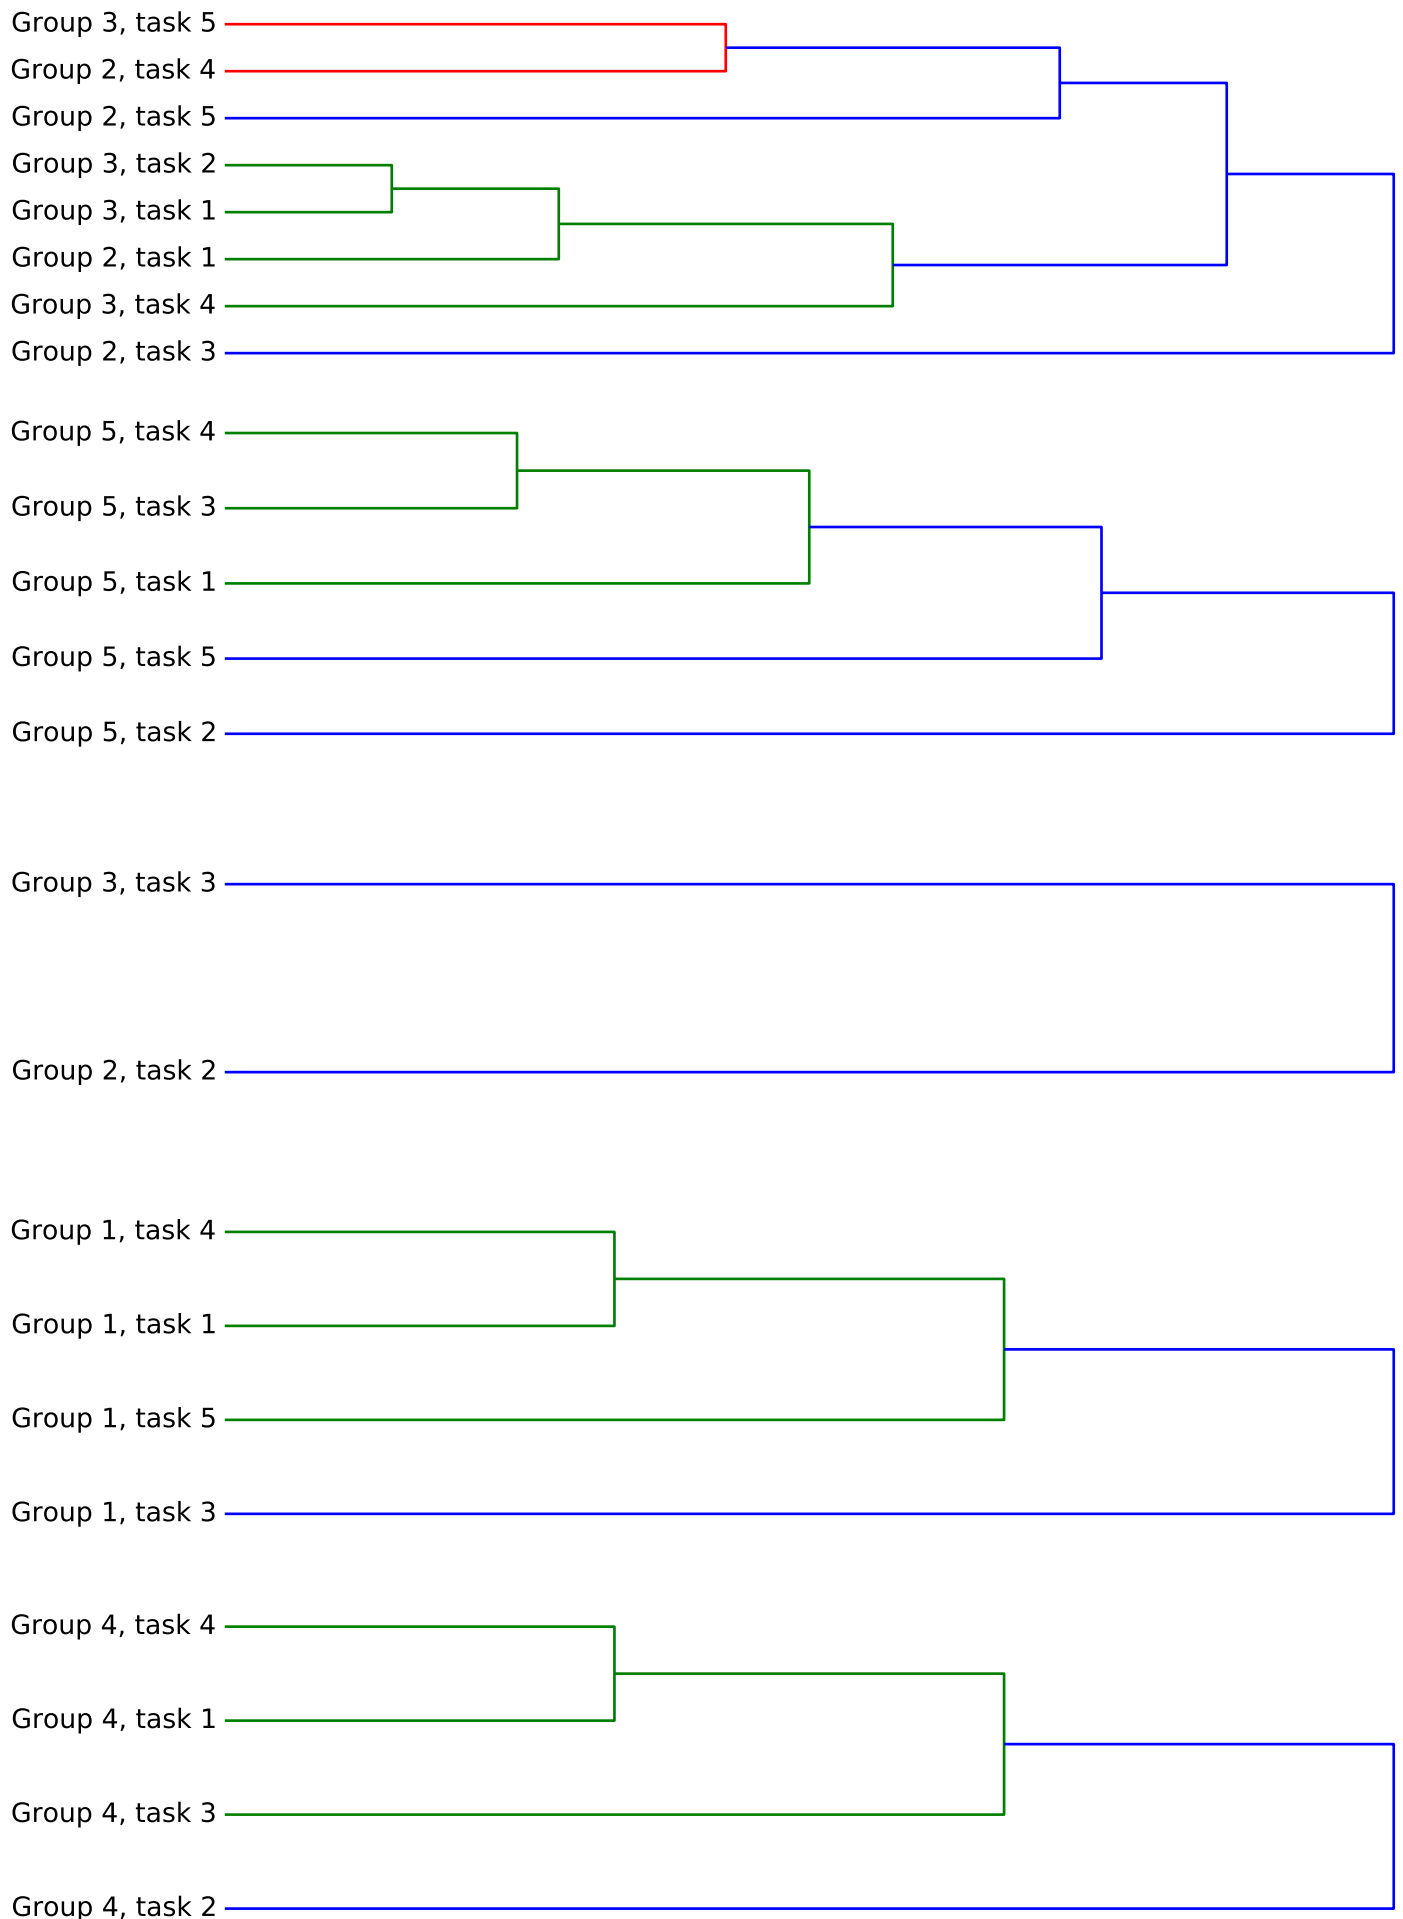 Group 3, task 5
Group 2, task 4
Group 2, task 5
Group 3, task 2
Group 3, task 1
Group 2, task 1
Group 3, task 4
Group 2, task 3
Group 5, task 4
Group 5, task 3
Group 5, task 1
Group 5, task 5
Group 5, task 2
Group 3, task 3
Group 2, task 2
Group 1, task 4
Group 1, task 1
Group 1, task 5
Group 1, task 3
Group 4, task 4
Group 4, task 1
Group 4, task 3
Group 4, task 2